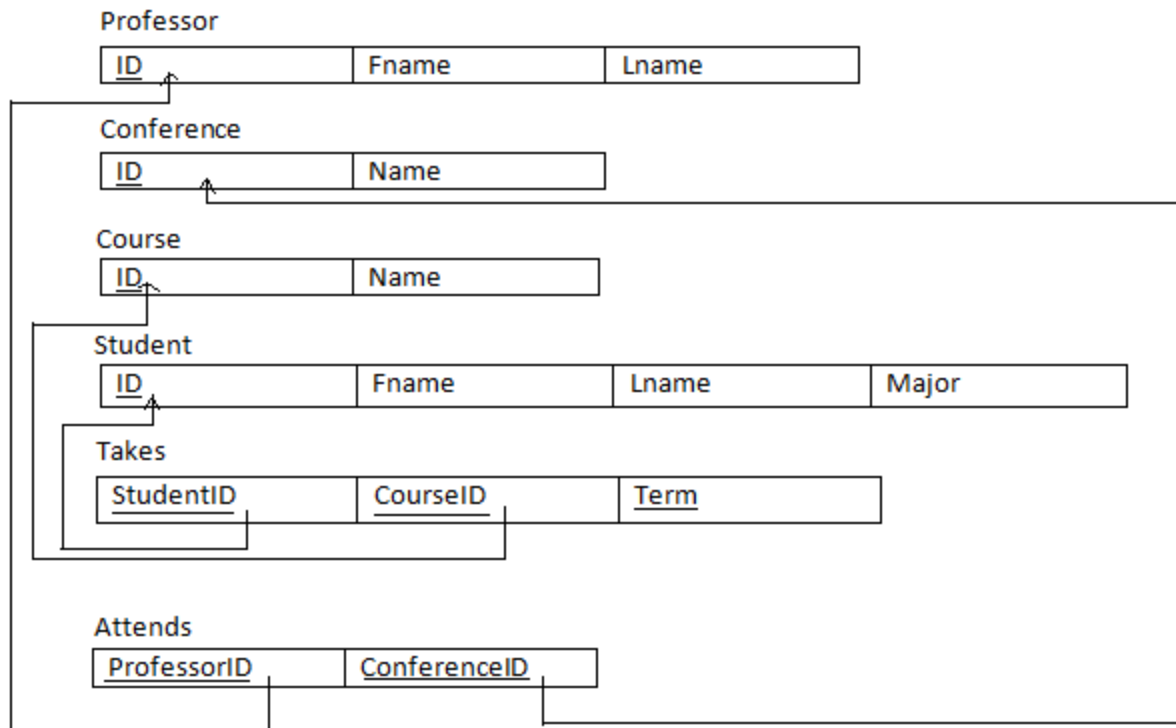 Professor
ID Fname Lname
Conference
ID Name
Course
ID Name
Student
ID Fname Lname Major
Takes
StudentID CourseID Term
Attends
ProfessorID ConferenceID